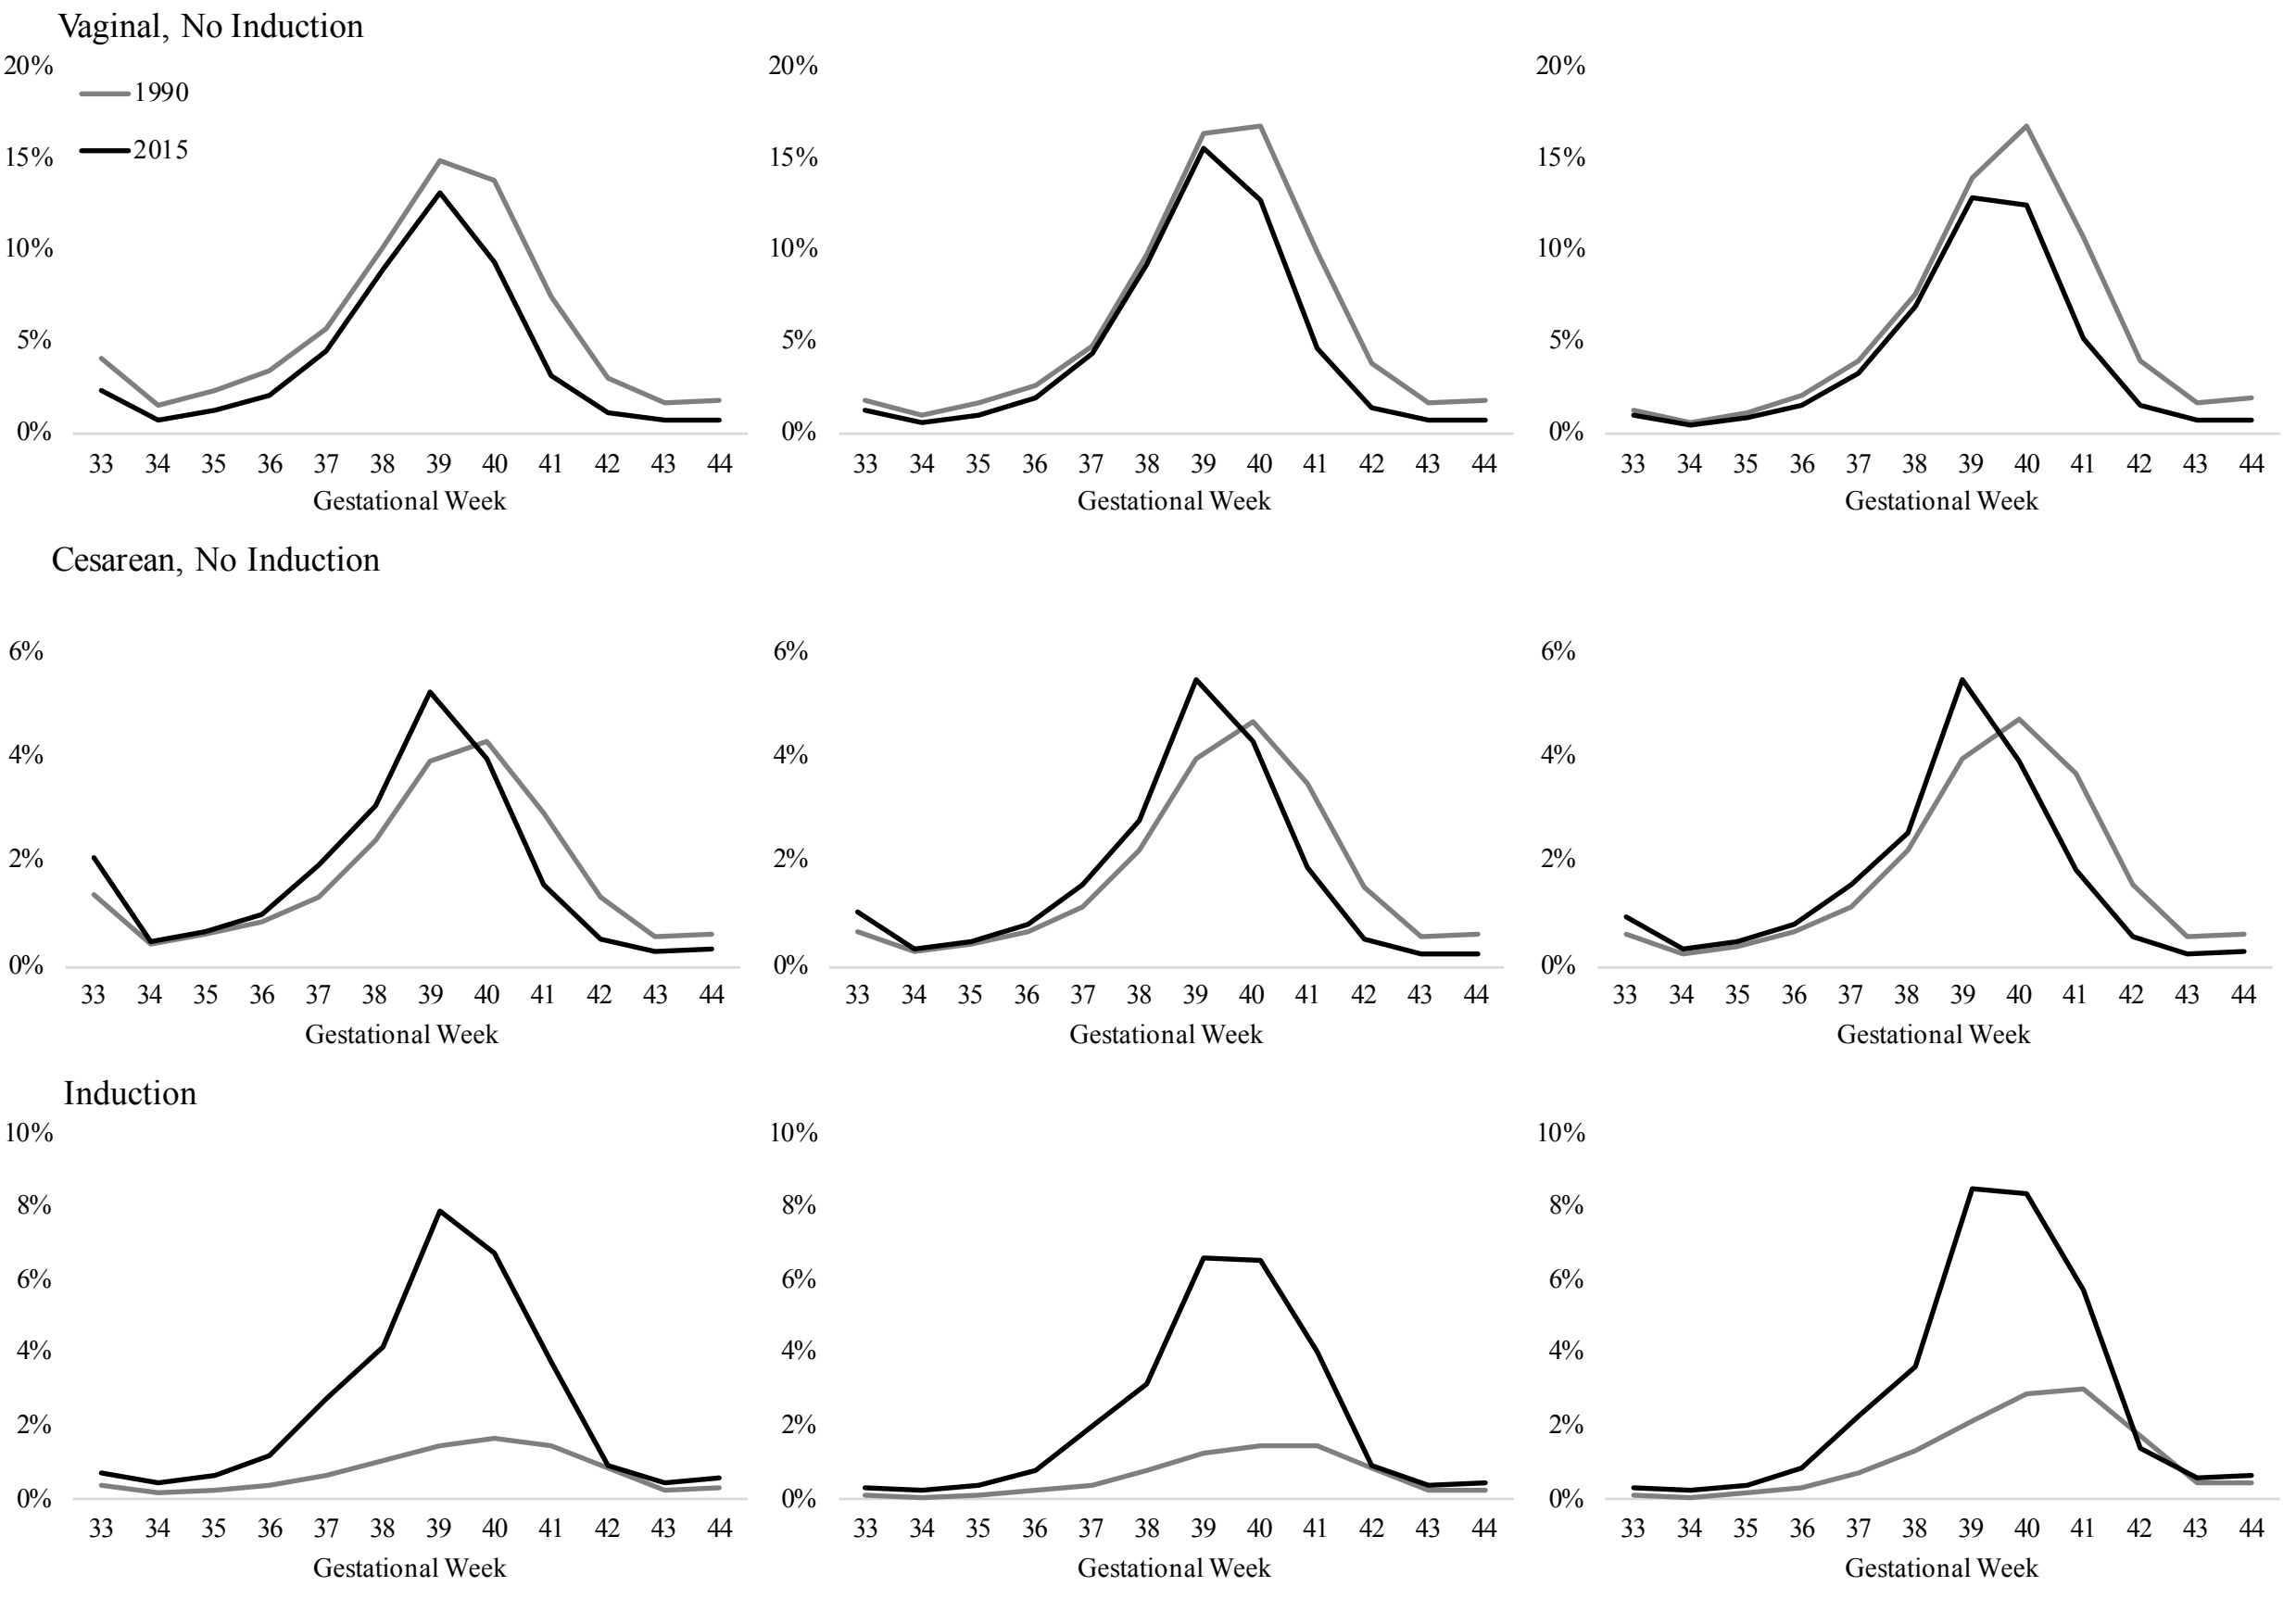 Vaginal, No Induction
20% 20% 20%
1990
2015
15% 15% 15%
10% 10% 10%
5% 5% 5%
0% 0% 0%
33 34 35 36 37 38 39 40 41 42 43 44 33 34 35 36 37 38 39 40 41 42 43 44 33 34 35 36 37 38 39 40 41 42 43 44
Gestational Week Gestational Week Gestational Week
Cesarean, No Induction
6% 6% 6%
4% 4% 4%
2% 2% 2%
0% 0% 0%
33 34 35 36 37 38 39 40 41 42 43 44 33 34 35 36 37 38 39 40 41 42 43 44 33 34 35 36 37 38 39 40 41 42 43 44
Gestational Week Gestational Week Gestational Week
Induction
10% 10% 10%
8% 8% 8%
6% 6% 6%
4% 4% 4%
2% 2% 2%
0% 0% 0%
33 34 35 36 37 38 39 40 41 42 43 44 33 34 35 36 37 38 39 40 41 42 43 44 33 34 35 36 37 38 39 40 41 42 43 44
Gestational Week Gestational Week Gestational Week